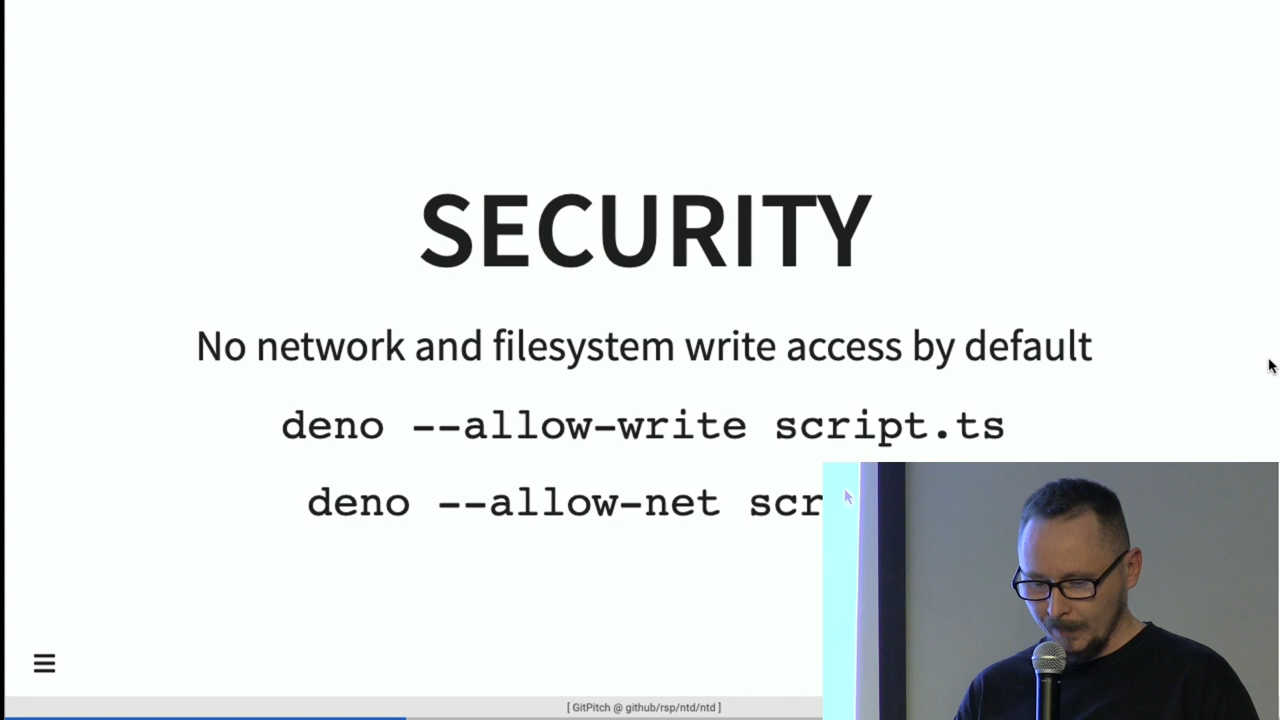 SECURITY
No network and filesystem write access by default
deno --allow-write script.ts
deno --allow-net scr
[ GitPitch @ github/rsp/ntd/ntd ]